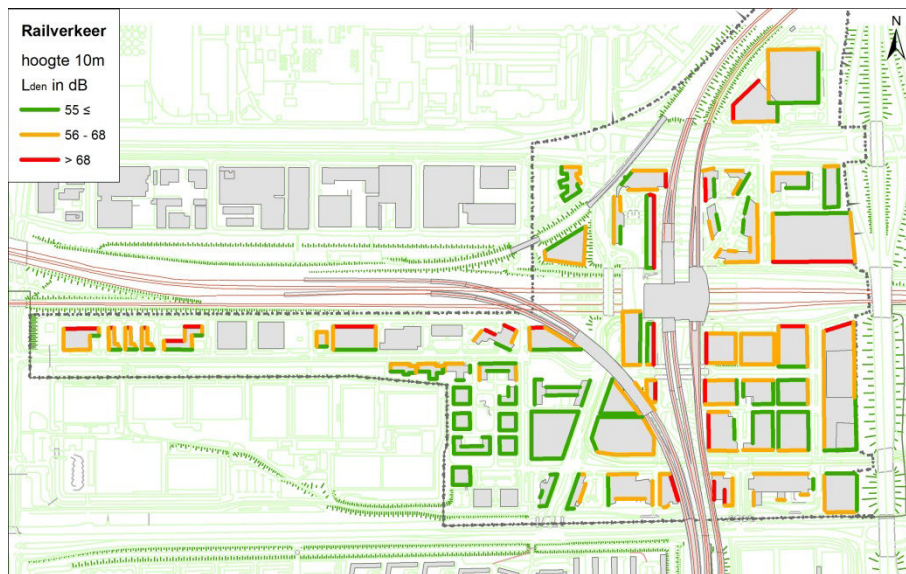 Railverkeer
hoogte 10m
Lden in dB
55 ≤
56 - 68
> 68
N